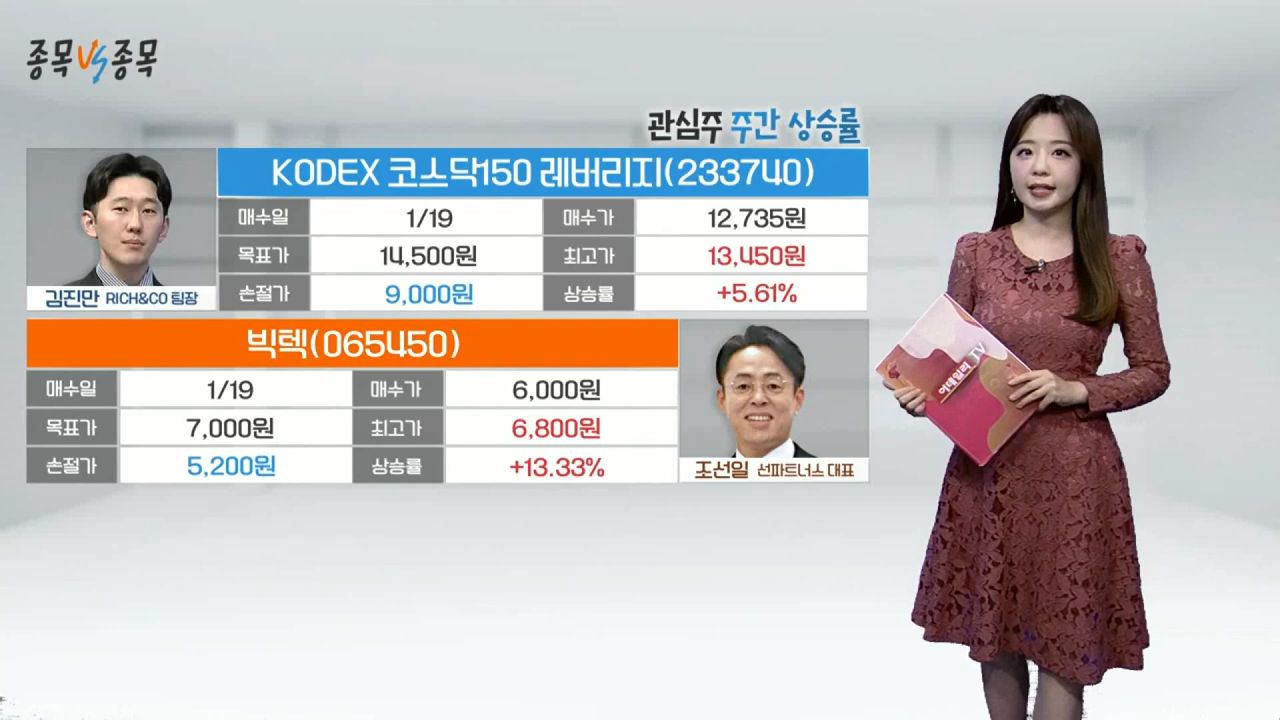 종목 VS 종목
관심주 주간 상승률
KODEX 코스닥150 레버리지(233740)
매수일 1/19 매수가 12,735원
목표가 14,500원 최고가 13,450원
손절가 9,000원 상승률 +5.61%
김진만 RICH&CO 팀장
빅텍(065450)
매수일 1/19 매수가 6,000원
목표가 7,000원 최고가 6,800원
손절가 5,200원 상승률 +13.33%
조선일 선파트너스 대표
이데일리 TV